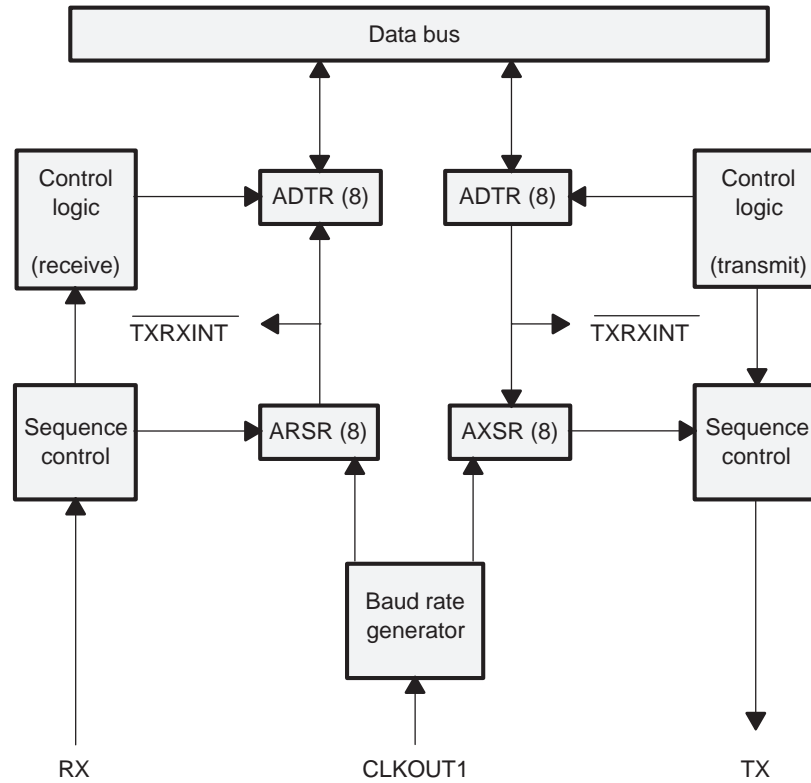 Data bus
Control
logic
(receive)
ADTR (8)
ADTR (8)
Control
logic
(transmit)
TXRXINT
TXRXINT
Sequence
control
ARSR (8)
AXSR (8)
Sequence
control
Baud rate
generator
RX
CLKOUT1
TX